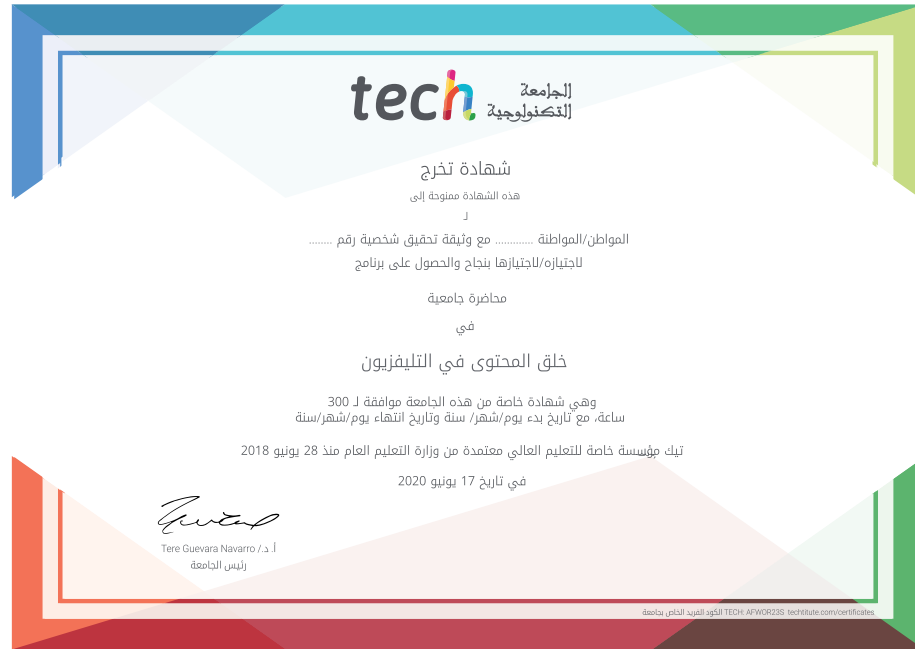 tech الجامعة
التكنولوجية
شهادة تخرج
هذه الشهادة ممنوحة إلى
لـ
المواطن/المواطنة ............. مع وثيقة تحقيق شخصية رقم ........
لاجتيازه/لاجتيازها بنجاح والحصول على برنامج
محاضرة جامعية
في
خلق المحتوى في التليفزيون
وهي شهادة خاصة من هذه الجامعة موافقة لـ 300
ساعة، مع تاريخ بدء يوم/شهر/ سنة وتاريخ انتهاء يوم/شهر/سنة
تيك مؤسسة خاصة للتعليم العالي معتمدة من وزارة التعليم العام منذ 28 يونيو 2018
في تاريخ 17 يونيو 2020
أ. د./ Tere Guevara Navarro
رئيس الجامعة
الكود الفريد الخاص بجامعة TECH: AFWOR23S techtitute.com/certificates